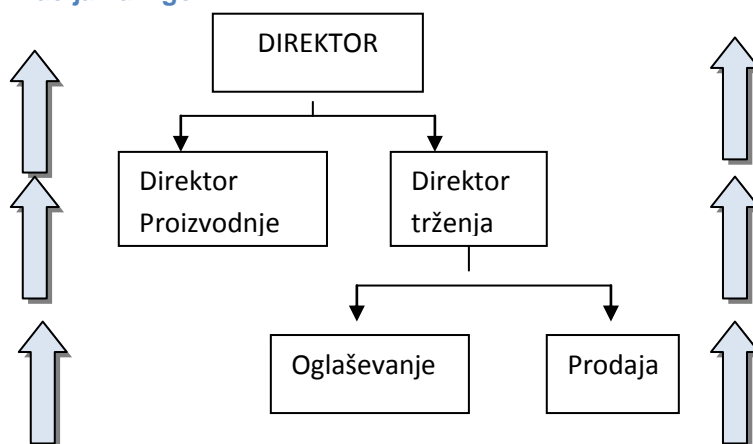 DIREKTOR
Direktor
Proizvodnje
Direktor
trženja
Oglaševanje
Prodaja